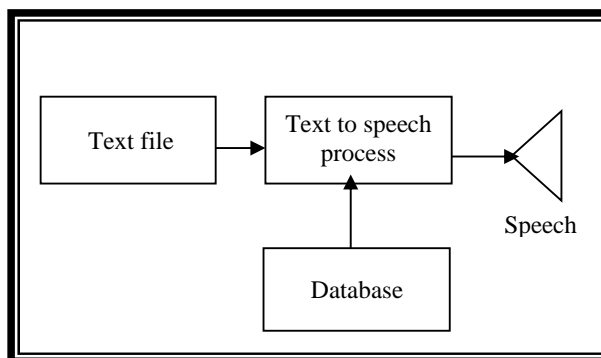 Text file
Text to speech
process
Speech
Database